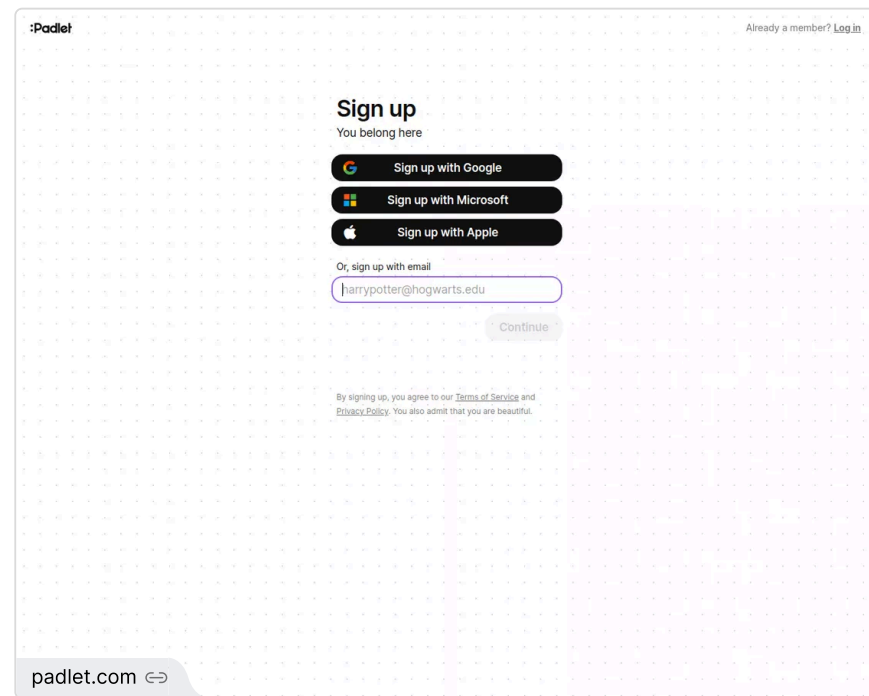 :Padlet
Already a member? Log in
Sign up
You belong here
Sign up with Google
Sign up with Microsoft
Sign up with Apple
Or, sign up with email
harrypotter@hogwarts.edu
Continue
By signing up, you agree to our Terms of Service and
Privacy Policy. You also admit that you are beautiful.
padlet.com